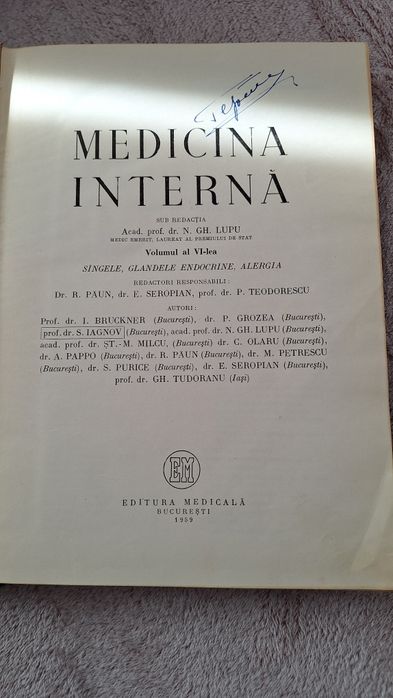 MEDICINA
INTERNĂ
SUB REDACȚIA
Acad. prof. dr. N. GH. LUPU
MEDIC EMERIT, LAUREAT AL PREMIULUI DE STAT
Volumul al VI-lea
SÎNGELE, GLANDELE ENDOCRINE, ALERGIA
REDACTORI RESPONSABILI:
Dr. R. PĂUN, dr. E. SEROPIAN, prof. dr. P. TEODORESCU
AUTORI:
Prof. dr. I. BRUCKNER (București), dr. P. GROZEA (București),
prof. dr. S. IAGNOV (București), acad. prof. dr. N. GH. LUPU (București),
acad. prof. dr. ȘT.-M. MILCU, (București) dr. C. OLARU (București),
dr. A. PAPPO (București), dr. R. PĂUN (București), dr. M. PETRESCU
(București), dr. S. PURICE (București), dr. E. SEROPIAN (București),
prof. dr. GH. TUDORANU (Iași)
EM
EDITURA MEDICALĂ
BUCUREȘTI
1959